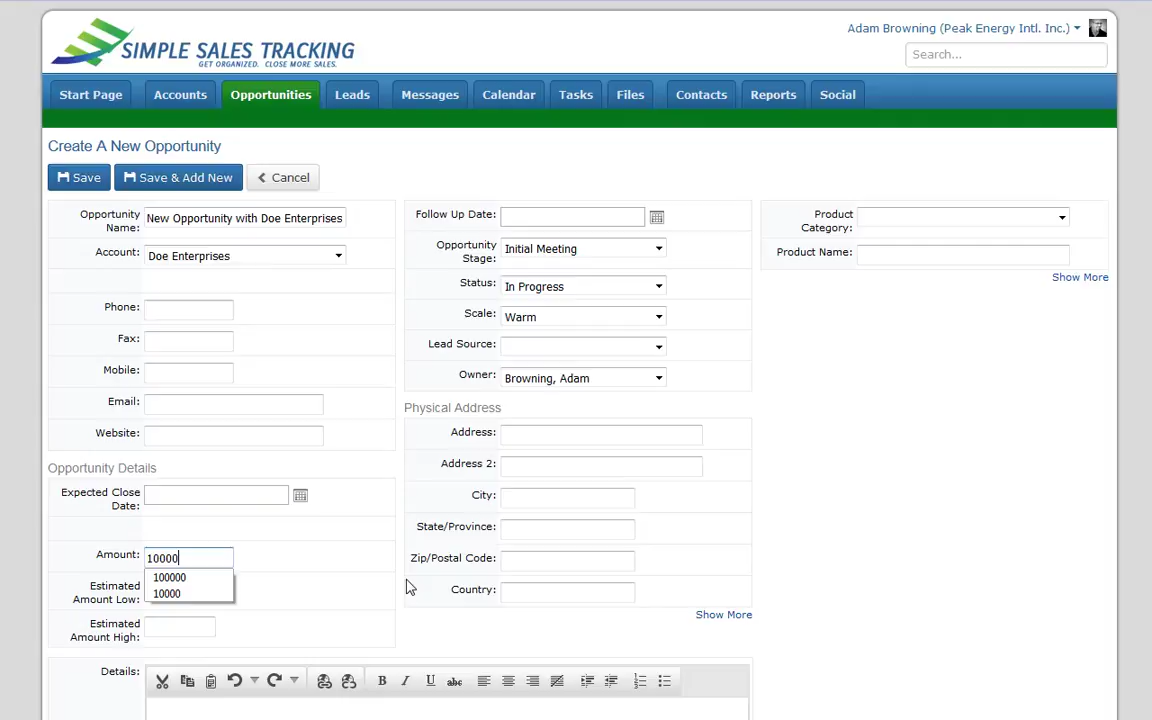 Adam Browning (Peak Energy Intl. Inc.)
SIMPLE SALES TRACKING
GET ORGANIZED. CLOSE MORE SALES.
Search...
Start Page Accounts Opportunities Leads Messages Calendar Tasks Files Contacts Reports Social
Create A New Opportunity
Save Save & Add New Cancel
Opportunity Name: New Opportunity with Doe Enterprises
Account: Doe Enterprises
Phone:
Fax:
Mobile:
Email:
Website:
Opportunity Details
Expected Close Date:
Amount: 10000
100000
10000
Estimated Amount Low:
Estimated Amount High:
Details:
Follow Up Date:
Opportunity Stage: Initial Meeting
Status: In Progress
Scale: Warm
Lead Source:
Owner: Browning, Adam
Physical Address
Address:
Address 2:
City:
State/Province:
Zip/Postal Code:
Country:
Show More
Product Category:
Product Name:
Show More
B I U abc